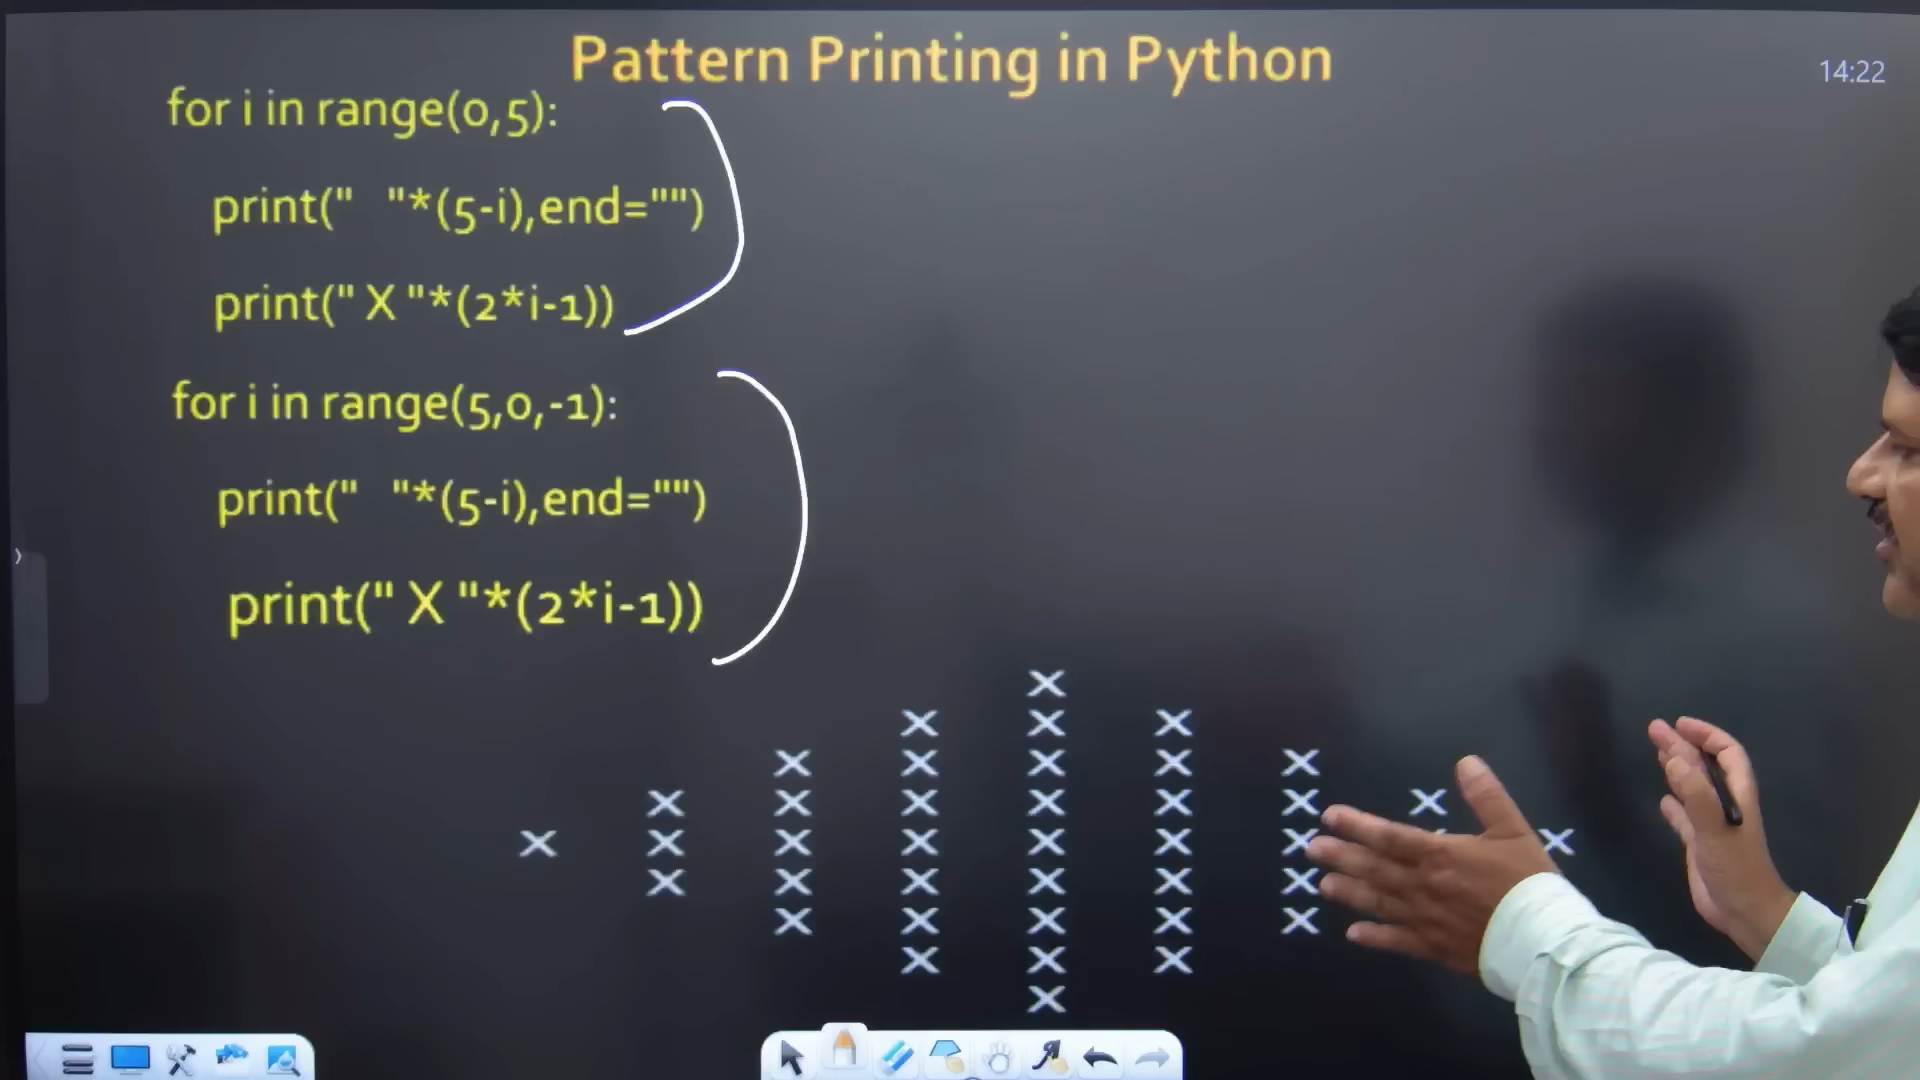 Pattern Printing in Python
14:22
for i in range(0,5):
print("   "*(5-i),end="")
print(" X "*(2*i-1))
for i in range(5,0,-1):
print("   "*(5-i),end="")
print(" X "*(2*i-1))
X
X X X
X X X X X
X X X X X X X
X X X X X X X X
X X X X X X X
X X X X X
X X X
X